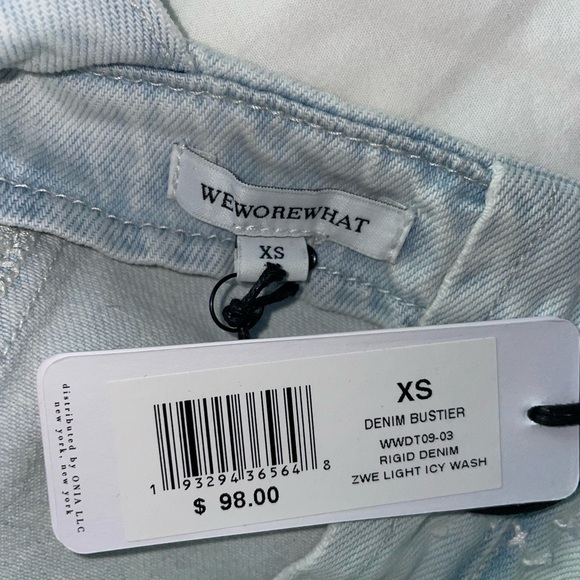 WEWOREWHAT
XS
distributed by ONIA LLC
new york, new york
XS
DENIM BUSTIER
WWDT09-03
RIGID DENIM
ZWE LIGHT ICY WASH
1 93294 36564 8
$ 98.00